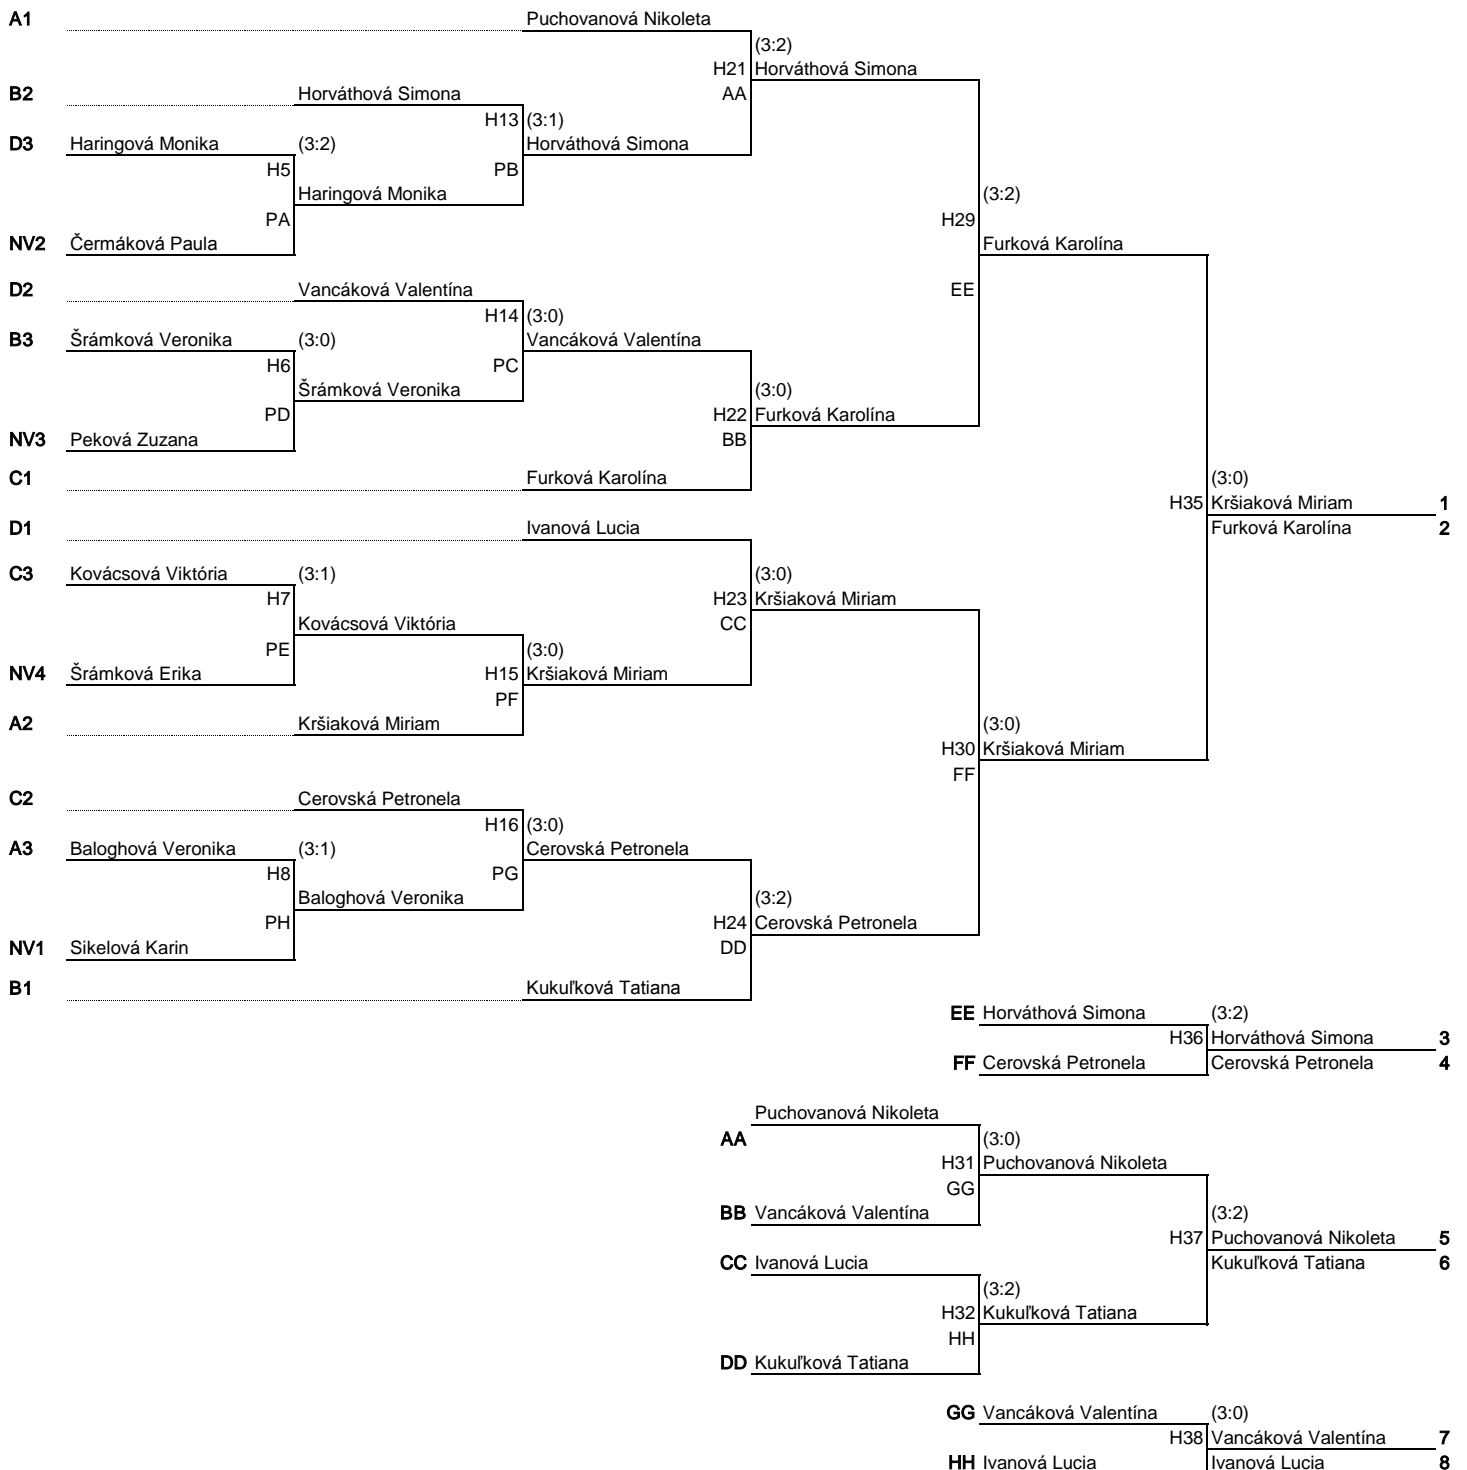 A1 Puchovanová Nikoleta
(3:2)
H21 Horváthová Simona
B2 Horváthová Simona AA
H13 (3:1)
D3 Haringová Monika (3:2) Horváthová Simona
H5 PB
Haringová Monika (3:2)
PA H29
NV2 Čermáková Paula Furková Karolína
D2 Vancáková Valentína EE
H14 (3:0)
B3 Šrámková Veronika (3:0) Vancáková Valentína
H6 PC
Šrámková Veronika (3:0)
PD H22 Furková Karolína
NV3 Peková Zuzana BB
C1 Furková Karolína (3:0)
H35 Kršiaková Miriam 1
D1 Ivanová Lucia Furková Karolína 2
C3 Kovácsová Viktória (3:1) (3:0)
H7 H23 Kršiaková Miriam
Kovácsová Viktória CC
PE (3:0)
NV4 Šrámková Erika H15 Kršiaková Miriam
PF
A2 Kršiaková Miriam (3:0)
H30 Kršiaková Miriam
FF
C2 Cerovská Petronela
H16 (3:0)
A3 Baloghová Veronika (3:1) Cerovská Petronela
H8 PG
Baloghová Veronika (3:2)
PH H24 Cerovská Petronela
NV1 Sikelová Karin DD
B1 Kukuľková Tatiana
EE Horváthová Simona (3:2)
H36 Horváthová Simona 3
FF Cerovská Petronela Cerovská Petronela 4
Puchovanová Nikoleta
AA (3:0)
H31 Puchovanová Nikoleta
GG
BB Vancáková Valentína (3:2)
H37 Puchovanová Nikoleta 5
CC Ivanová Lucia Kukuľková Tatiana 6
(3:2)
H32 Kukuľková Tatiana
HH
DD Kukuľková Tatiana
GG Vancáková Valentína (3:0)
H38 Vancáková Valentína 7
HH Ivanová Lucia Ivanová Lucia 8